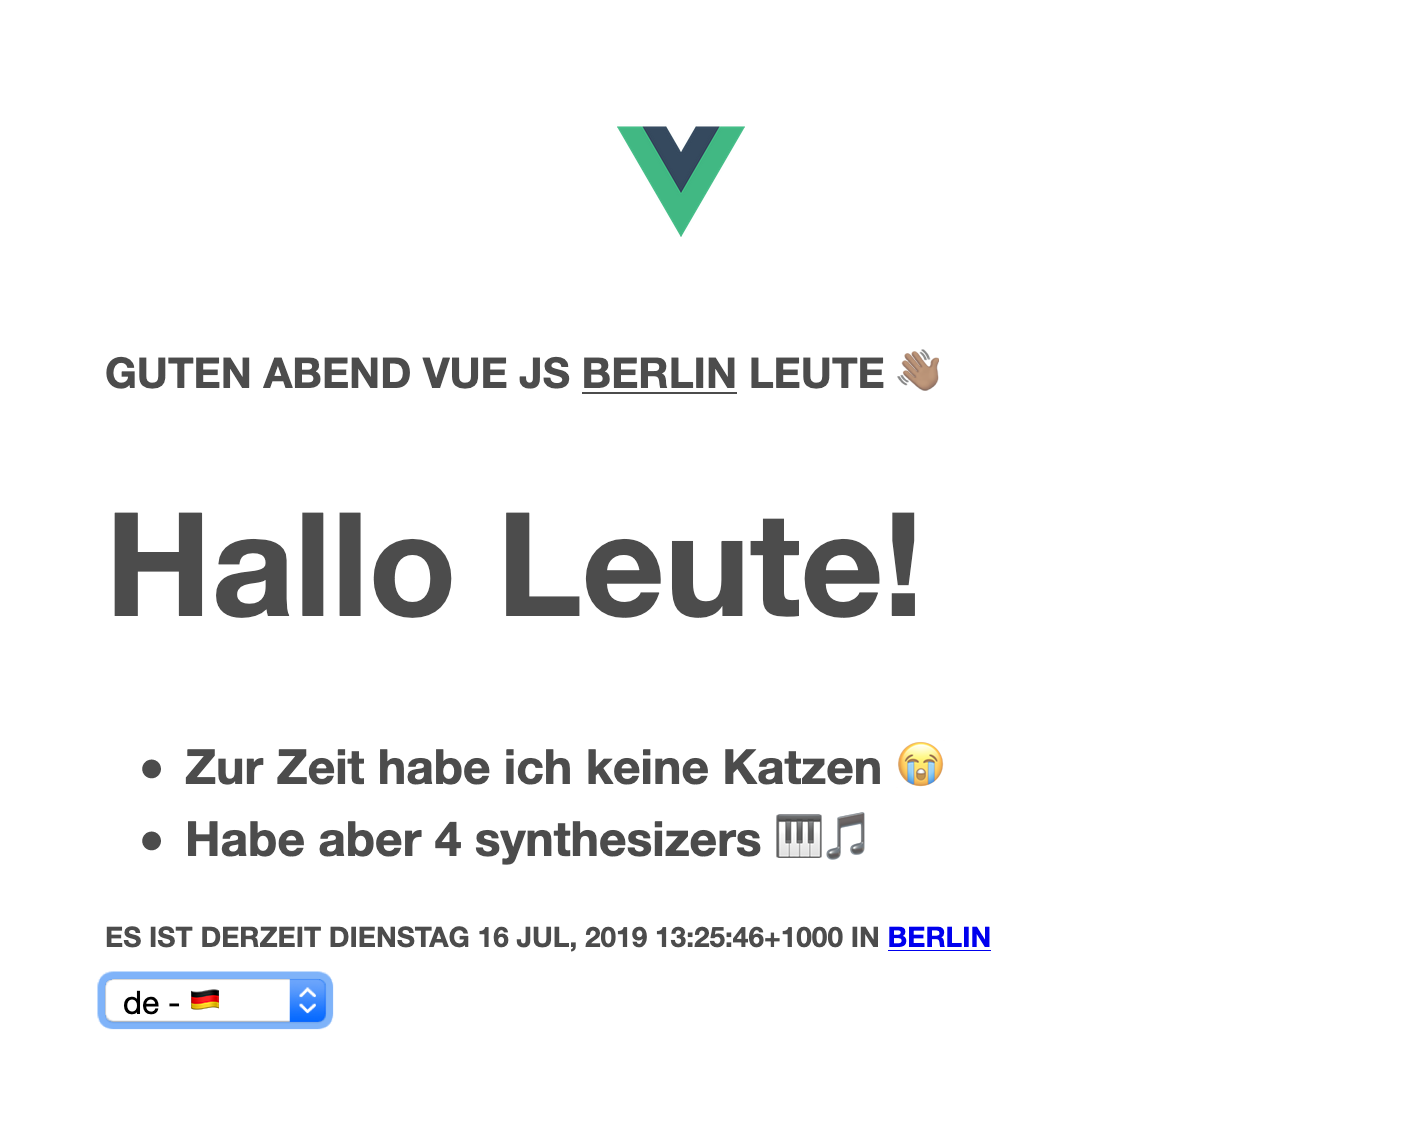 GUTEN ABEND VUE JS BERLIN LEUTE 👋🏽
Hallo Leute!
• Zur Zeit habe ich keine Katzen 😭
• Habe aber 4 synthesizers 🎹🎵
ES IST DERZEIT DIENSTAG 16 JUL, 2019 13:25:46+1000 IN BERLIN
de - 🇩🇪